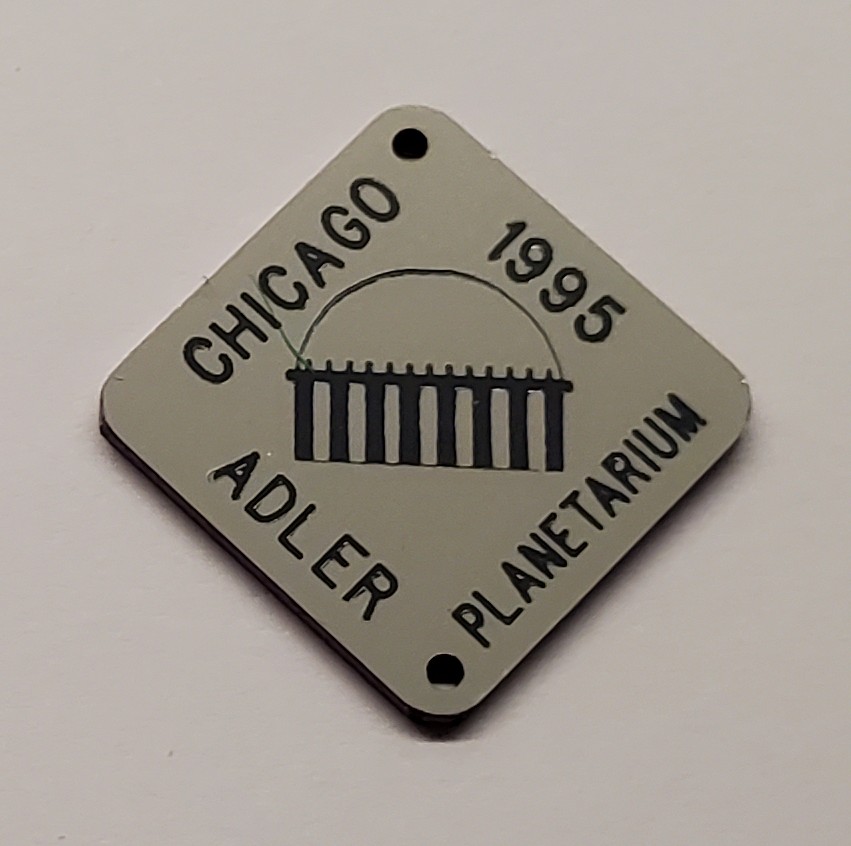 CHICAGO
1995
ADLER
PLANETARIUM